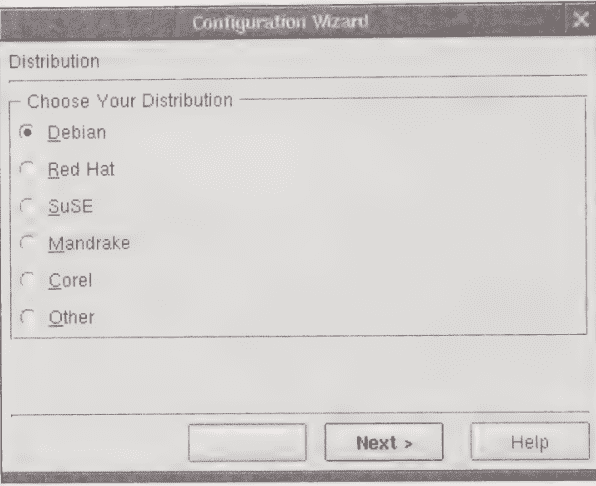 Configuration Wizard
Distribution
Choose Your Distribution
Debian
Red Hat
SuSE
Mandrake
Corel
Other
Next >
Help